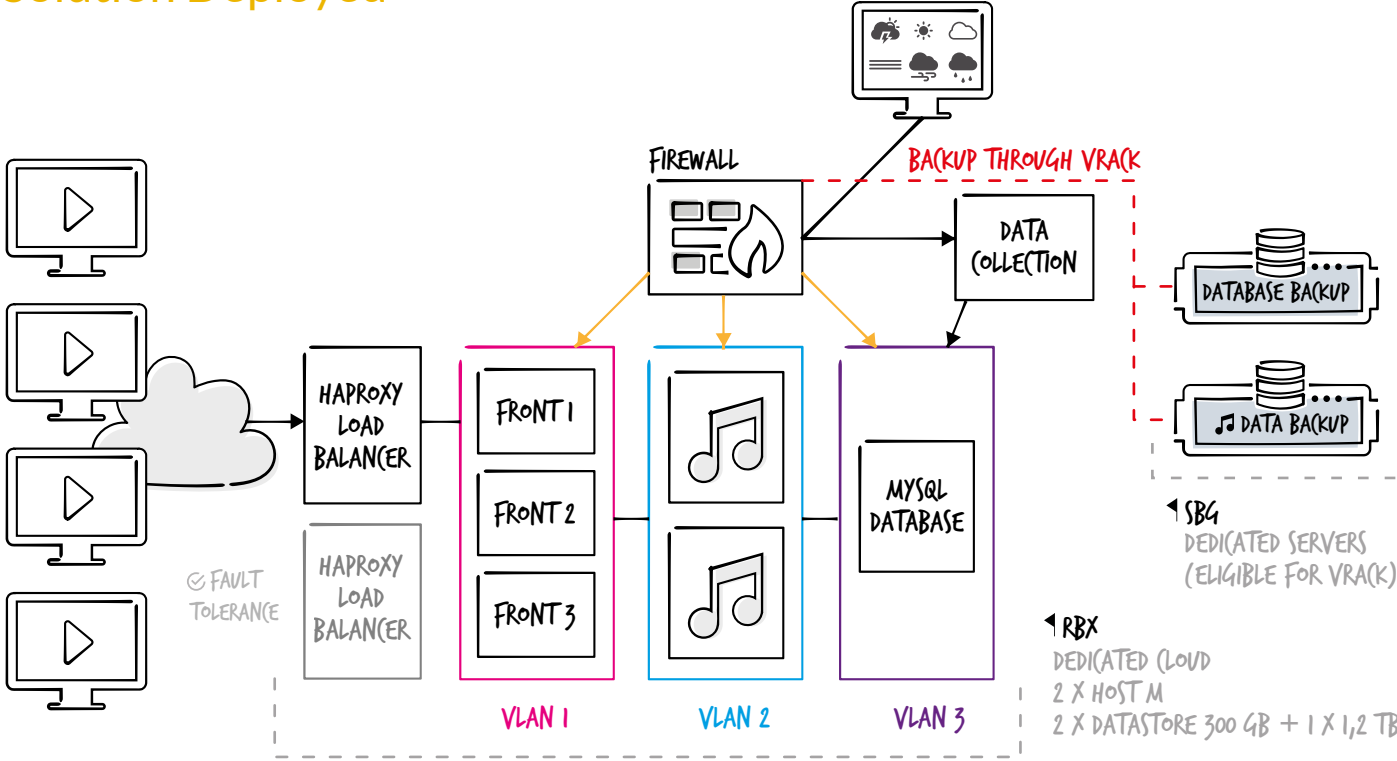 Solution Deployed
FIREWALL
BACKUP THROUGH VRACK
DATA
COLLECTION
DATABASE BACKUP
DATA BACKUP
HAPROXY
LOAD
BALANCER
FRONT 1
FRONT 2
FRONT 3
MYSQL
DATABASE
FAULT
TOLERANCE
HAPROXY
LOAD
BALANCER
VLAN 1
VLAN 2
VLAN 3
SBG
DEDICATED SERVERS
(ELIGIBLE FOR VRACK)
RBX
DEDICATED CLOUD
2 X HOST M
2 X DATASTORE 300 GB + 1 X 1,2 TB